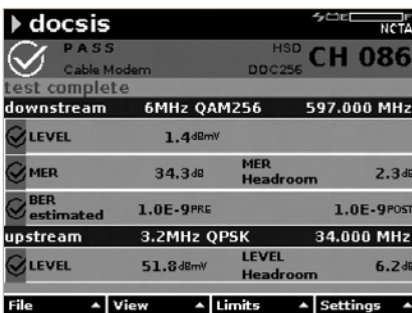 docsis
NCTA
PASS
Cable Modem
HSD
DOC256
CH 086
test complete
downstream 6MHz QAM256 597.000 MHz
LEVEL 1.4dBmV
MER 34.3dB MER Headroom 2.3dB
BER estimated 1.0E-9PRE 1.0E-9POST
upstream 3.2MHz QPSK 34.000 MHz
LEVEL 51.8dBmV LEVEL Headroom 6.2dB
File View Limits Settings